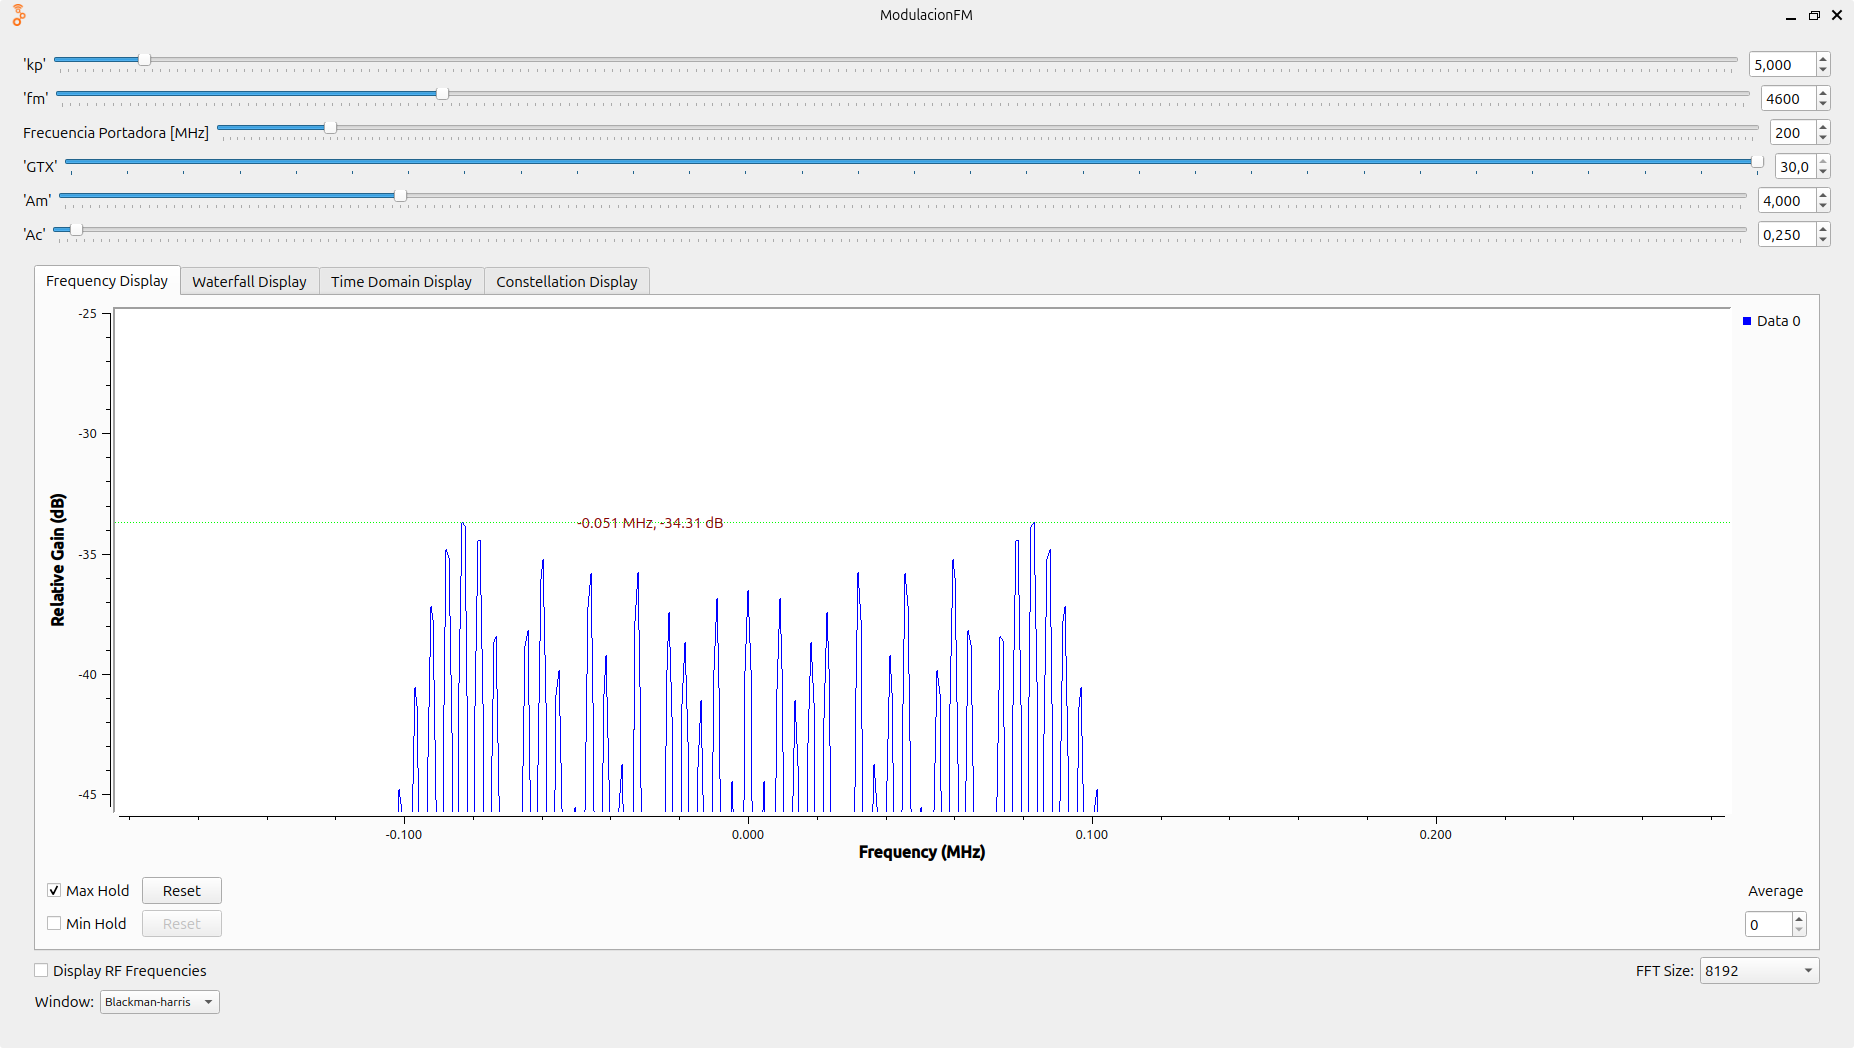 ModulacionFM
'kp' 5,000
'fm' 4600
Frecuencia Portadora [MHz] 200
'GTX' 30,0
'Am' 4,000
'Ac' 0,250
Frequency Display Waterfall Display Time Domain Display Constellation Display
-25
-30
-35
-40
-45
Relative Gain (dB)
Data 0
-0.051 MHz, -34.31 dB
-0.100 0.000 0.100 0.200
Frequency (MHz)
Max Hold Reset Average
Min Hold Reset 0
Display RF Frequencies FFT Size: 8192
Window: Blackman-harris